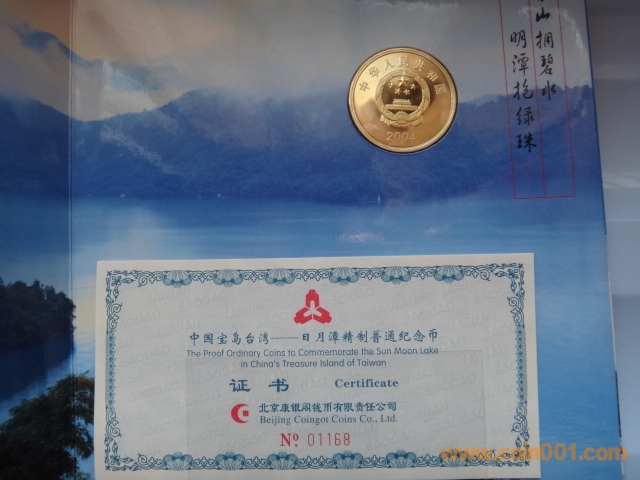 山拥碧水
明潭抱绿珠
中华人民共和国
2004
中国宝岛台湾——日月潭精制普通纪念币
The Proof Ordinary Coins to Commemorate the Sun Moon Lake
in China's Treasure Island of Taiwan
证书 Certificate
北京康银阁钱币有限责任公司
Beijing Coingot Coins Co., Ltd.
№ 01168
www.coin001.com